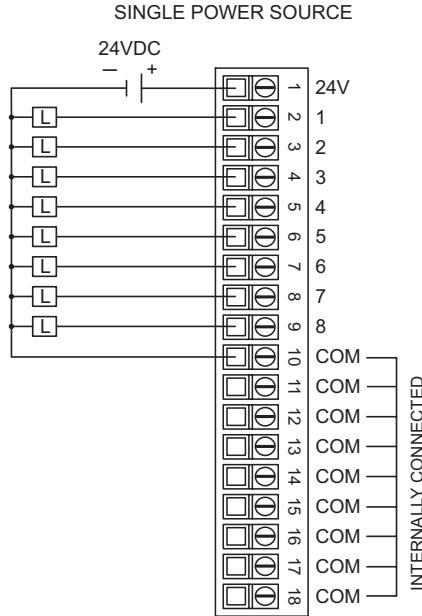 SINGLE POWER SOURCE
24VDC
− +
1 24V
L 2 1
L 3 2
L 4 3
L 5 4
L 6 5
L 7 6
L 8 7
L 9 8
10 COM
11 COM
12 COM
13 COM
14 COM
15 COM
16 COM
17 COM
18 COM
INTERNALLY CONNECTED